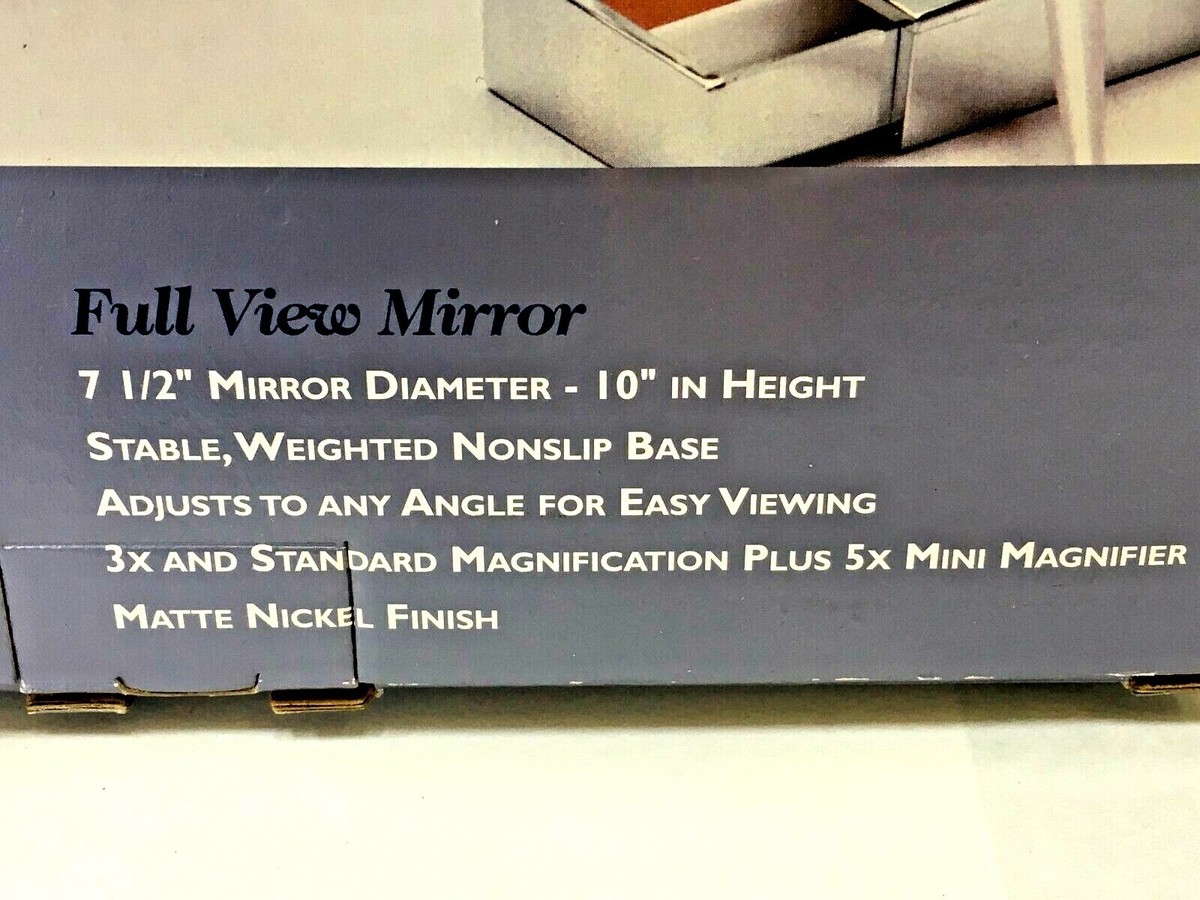 Full View Mirror
7 1/2" Mirror Diameter - 10" in Height
Stable, Weighted Nonslip Base
Adjusts to any Angle for Easy Viewing
3x and Standard Magnification Plus 5x Mini Magnifier
Matte Nickel Finish